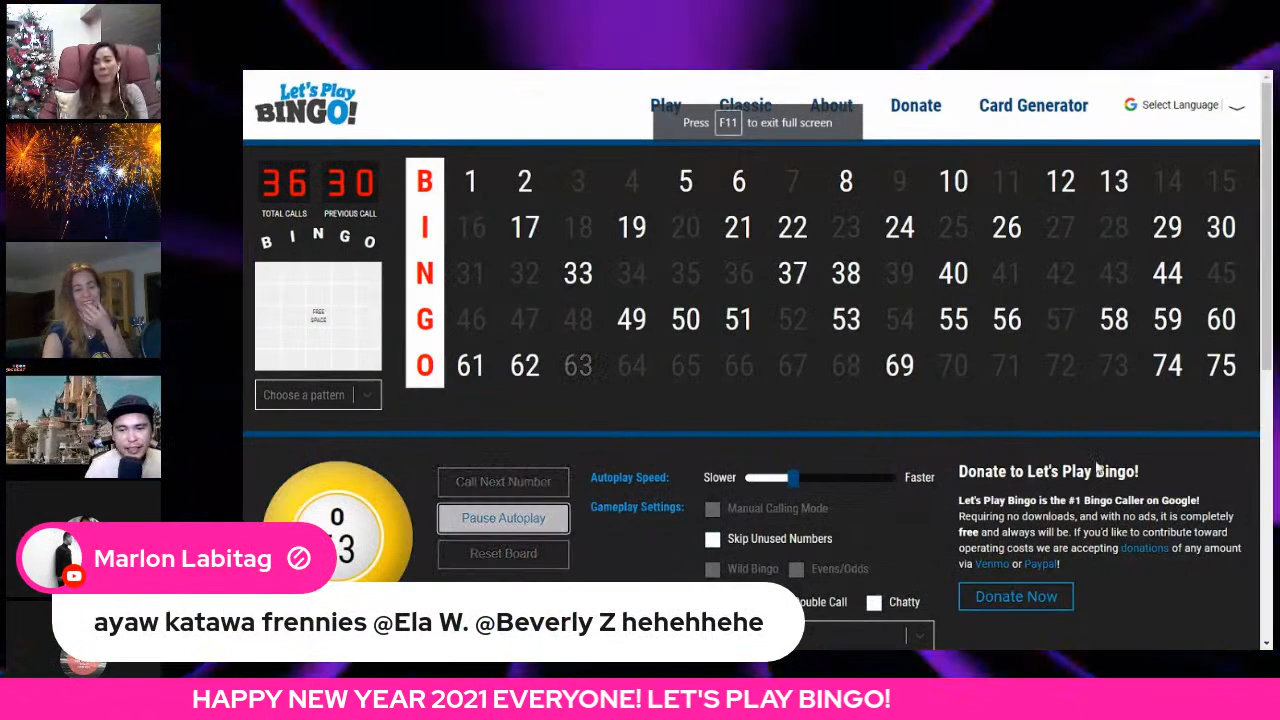 Let's Play
BINGO!
Play Classic About Donate Card Generator Select Language
Press F11 to exit full screen
36 30
TOTAL CALLS PREVIOUS CALL
B I N G O
FREE
SPACE
Choose a pattern
B 1 2 3 4 5 6 7 8 9 10 11 12 13 14 15
I 16 17 18 19 20 21 22 23 24 25 26 27 28 29 30
N 31 32 33 34 35 36 37 38 39 40 41 42 43 44 45
G 46 47 48 49 50 51 52 53 54 55 56 57 58 59 60
O 61 62 63 64 65 66 67 68 69 70 71 72 73 74 75
O
Call Next Number
Pause Autoplay
Reset Board
Autoplay Speed: Slower Faster
Gameplay Settings: Manual Calling Mode
Skip Unused Numbers
Wild Bingo Evens/Odds
Call Chatty
Donate to Let's Play Bingo!
Let's Play Bingo is the #1 Bingo Caller on Google!
Requiring no downloads, and with no ads, it is completely
free and always will be. If you'd like to contribute toward
operating costs we are accepting donations of any amount
via Venmo or Paypal!
Donate Now
Marlon Labitag
ayaw katawa frennies @Ela W. @Beverly Z hehehhehe
HAPPY NEW YEAR 2021 EVERYONE! LET'S PLAY BINGO!